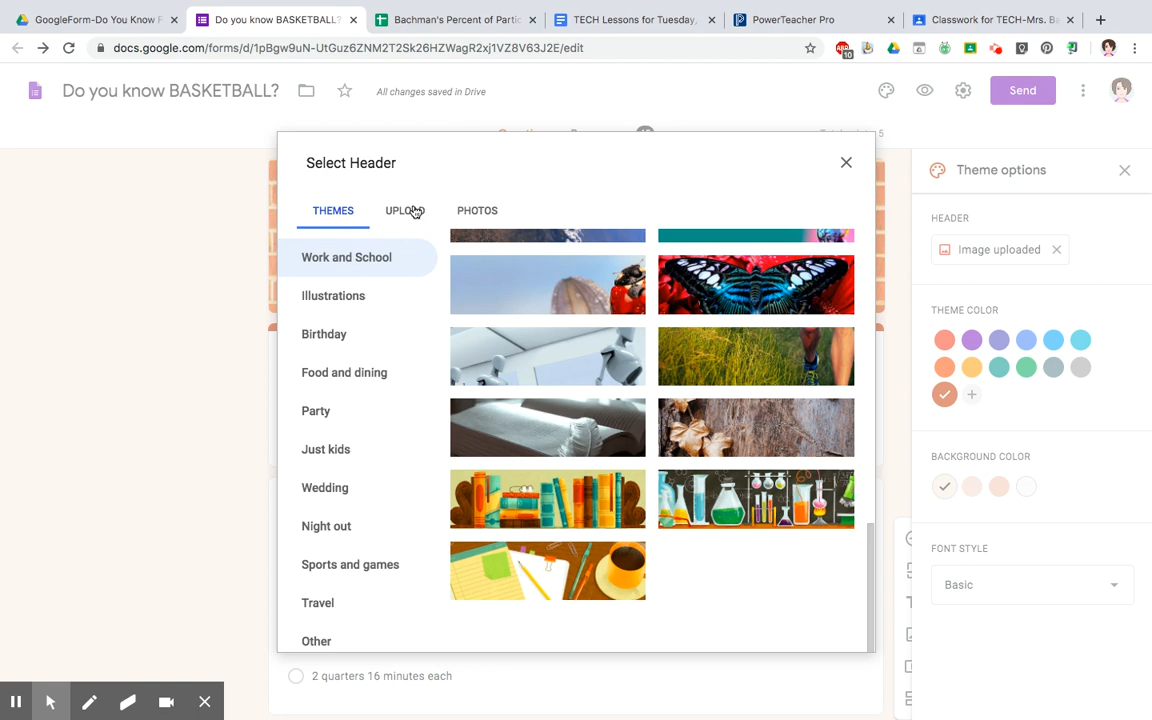 GoogleForm-Do You Know
Do you know BASKETBALL?
Bachman's Percent of Partic
TECH Lessons for Tuesday,
PowerTeacher Pro
Classwork for TECH-Mrs. Ba
docs.google.com/forms/d/1pBgw9uN-UtGuz6ZNM2T2Sk26HZWagR2xj1VZ8V63J2E/edit
10
Do you know BASKETBALL?
All changes saved in Drive
Send
5
Select Header
Theme options
THEMES
UPLOAD
PHOTOS
HEADER
Image uploaded
Work and School
Illustrations
Birthday
Food and dining
Party
Just kids
Wedding
Night out
Sports and games
Travel
Other
THEME COLOR
BACKGROUND COLOR
FONT STYLE
Basic
2 quarters 16 minutes each